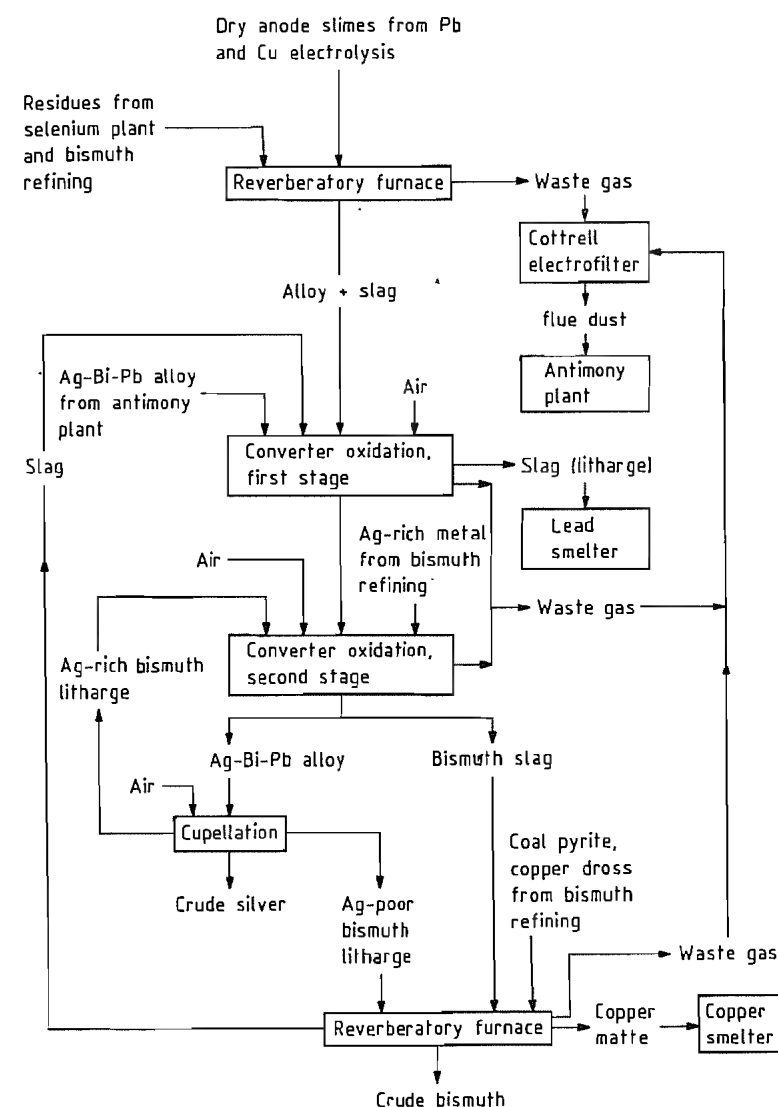 Dry anode slimes from Pb
and Cu electrolysis
Residues from
selenium plant
and bismuth
refining
Reverberatory furnace
Waste gas
Cottrell
electrofilter
Alloy + slag
flue dust
Antimony
plant
Ag-Bi-Pb alloy
from antimony
plant
Air
Slag
Converter oxidation,
first stage
Slag (litharge)
Lead
smelter
Ag-rich metal
from bismuth
refining
Air
Waste gas
Ag-rich bismuth
litharge
Converter oxidation,
second stage
Ag-Bi-Pb alloy
Bismuth slag
Air
Cupellation
Crude silver
Ag-poor
bismuth
litharge
Coal pyrite,
copper dross
from bismuth
refining
Waste gas
Reverberatory furnace
Copper
matte
Copper
smelter
Crude bismuth